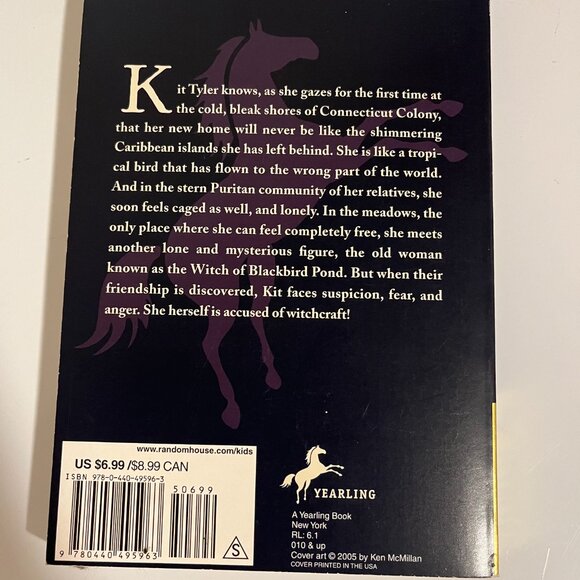 Kit Tyler knows, as she gazes for the first time at
the cold, bleak shores of Connecticut Colony,
that her new home will never be like the shimmering
Caribbean islands she has left behind. She is like a tropi-
cal bird that has flown to the wrong part of the world.
And in the stern Puritan community of her relatives, she
soon feels caged as well, and lonely. In the meadows, the
only place where she can feel completely free, she meets
another lone and mysterious figure, the old woman
known as the Witch of Blackbird Pond. But when their
friendship is discovered, Kit faces suspicion, fear, and
anger. She herself is accused of witchcraft!
www.randomhouse.com/kids
US $6.99/$8.99 CAN
ISBN 978-0-440-49596-3
50699
9 780440 495963
S
YEARLING
A Yearling Book
New York
RL: 6.1
010 & up
Cover art © 2005 by Ken McMillan
COVER PRINTED IN THE USA